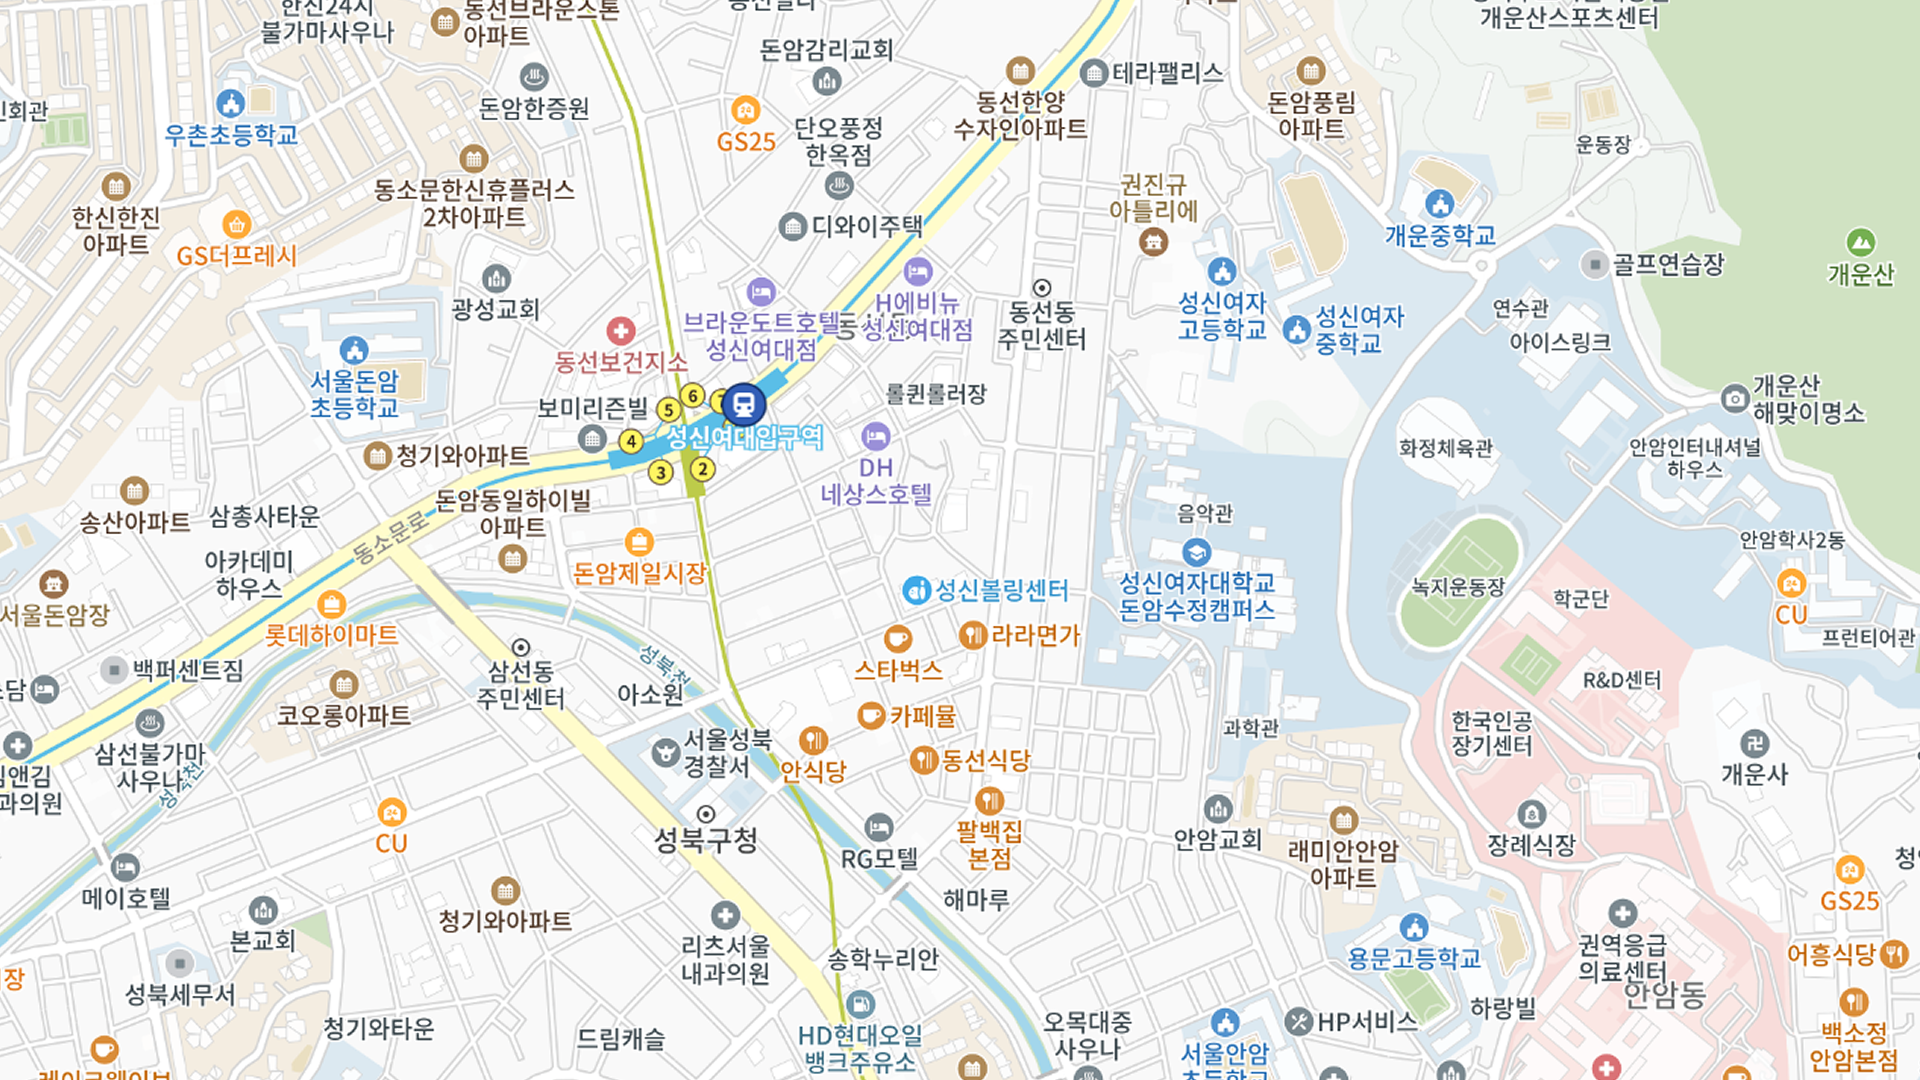 한신24시
불가마사우나
동선브라운스톤
아파트
돈암감리교회
개운산스포츠센터
테라팰리스
돈암한증원
동선한양
수자인아파트
돈암풍림
아파트
우촌초등학교
GS25
단오풍정
한옥점
운동장
동소문한신휴플러스
2차아파트
권진규
아틀리에
한신한진
아파트
디와이주택
개운중학교
GS더프레시
골프연습장
개운산
광성교회
H에비뉴
성신여대점
동선동
주민센터
성신여자
고등학교
성신여자
중학교
연수관
아이스링크
브라운도트호텔
성신여대점
동선보건지소
서울돈암
초등학교
롤퀸롤러장
개운산
해맞이명소
보미리즌빌
6
7
5
4
성신여대입구역
3
2
청기와아파트
화정체육관
안암인터내셔널
하우스
DH
네상스호텔
송산아파트
삼총사타운
돈암동일하이빌
아파트
음악관
동소문로
안암학사2동
아카데미
하우스
돈암제일시장
성신볼링센터
성신여자대학교
돈암수정캠퍼스
녹지운동장
학군단
CU
서울돈암장
롯데하이마트
라라면가
프런티어관
백퍼센트짐
삼선동
주민센터
성북천
아소원
스타벅스
R&D센터
코오롱아파트
카페뮬
과학관
한국인공
장기센터
삼선불가마
사우나
서울성북
경찰서
안식당
동선식당
개운사
성북천
CU
성북구청
RG모텔
팔백집
본점
안암교회
래미안안암
아파트
장례식장
메이호텔
청기와아파트
해마루
GS25
본교회
리츠서울
내과의원
송학누리안
용문고등학교
권역응급
의료센터
안암동
어흥식당
성북세무서
청기와타운
드림캐슬
HD현대오일
뱅크주유소
오목대중
사우나
서울안암
초등학교
HP서비스
하랑빌
백소정
안암본점